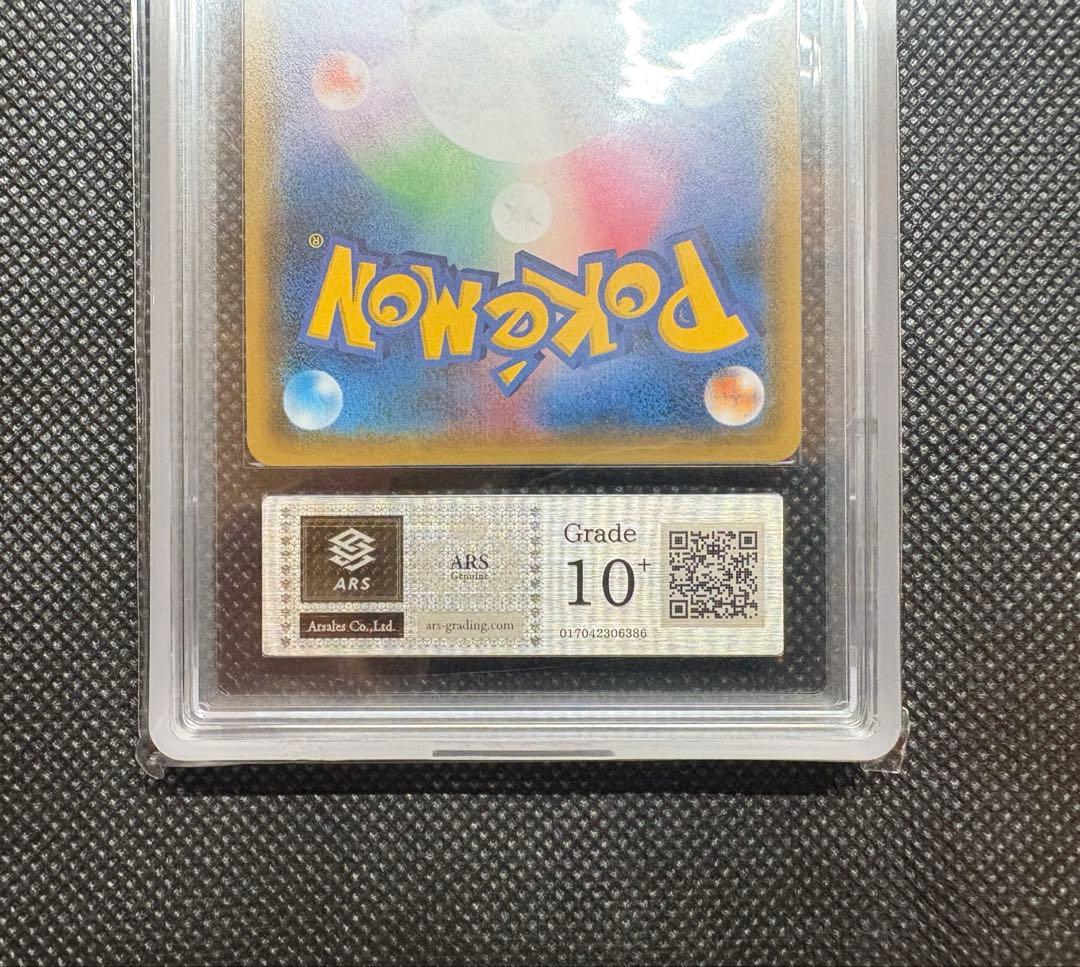 POKéMON
®
ARS
Arsales Co.,Ltd.
ARS
Genuine
ars-grading.com
Grade
10+
017042306386